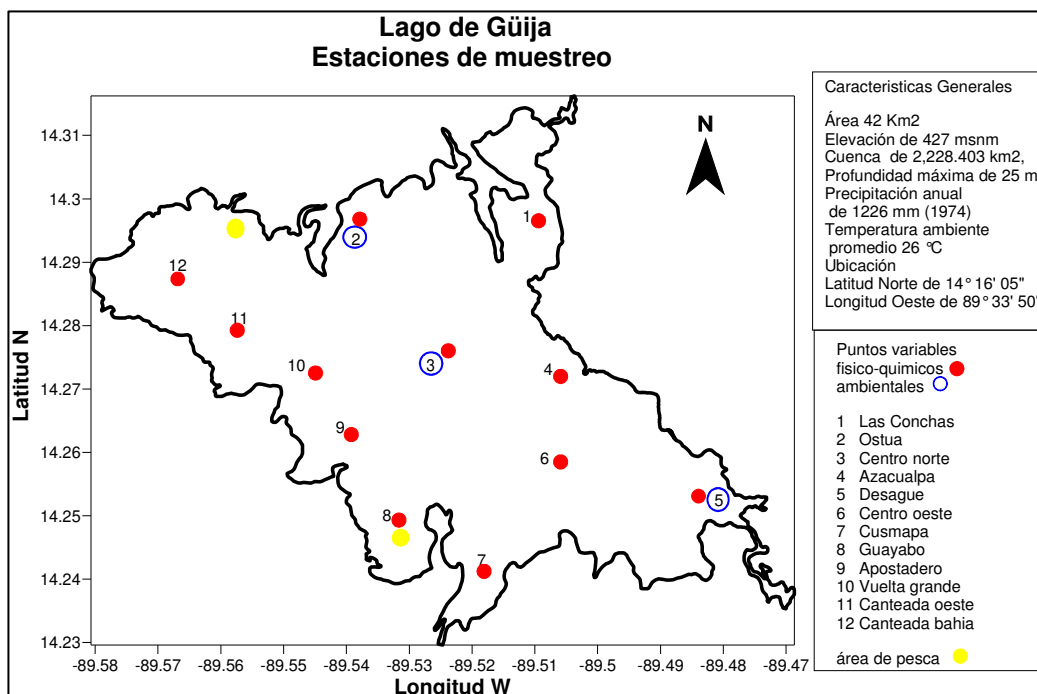 Lago de Güija
Estaciones de muestreo
Caracteristicas Generales
Área 42 Km2
Elevación de 427 msnm
Cuenca de 2,228.403 km2,
Profundidad máxima de 25 m
Precipitación anual
de 1226 mm (1974)
Temperatura ambiente
promedio 26 °C
Ubicación
Latitud Norte de 14° 16' 05"
Longitud Oeste de 89° 33' 50"
N
Latitud N
14.31
14.3
14.29
14.28
14.27
14.26
14.25
14.24
14.23
1
2
12
11
3
10
4
9
6
5
8
7
-89.58
-89.57
-89.56
-89.55
-89.54
-89.53
-89.52
-89.51
-89.5
-89.49
-89.48
-89.47
Longitud W
Puntos variables
fisico-quimicos
ambientales
1 Las Conchas
2 Ostua
3 Centro norte
4 Azacualpa
5 Desague
6 Centro oeste
7 Cusmapa
8 Guayabo
9 Apostadero
10 Vuelta grande
11 Canteada oeste
12 Canteada bahia
área de pesca